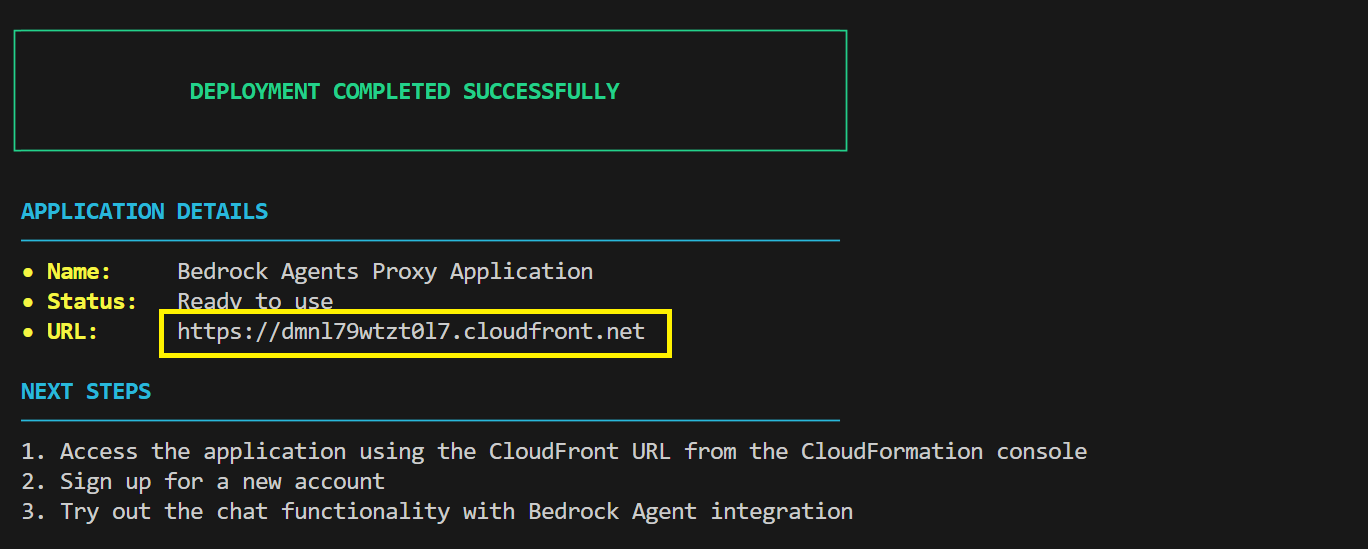 DEPLOYMENT COMPLETED SUCCESSFULLY
APPLICATION DETAILS
● Name: Bedrock Agents Proxy Application
● Status: Ready to use
● URL: https://dmnl79wtzt0l7.cloudfront.net
NEXT STEPS
1. Access the application using the CloudFront URL from the CloudFormation console
2. Sign up for a new account
3. Try out the chat functionality with Bedrock Agent integration